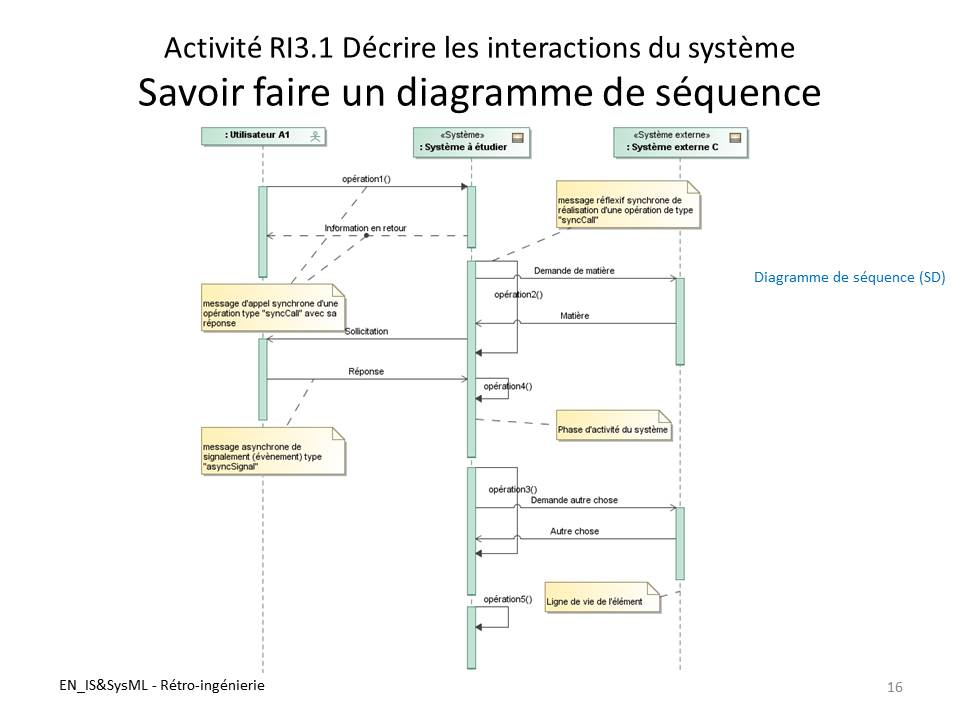 Activité RI3.1 Décrire les interactions du système
Savoir faire un diagramme de séquence
: Utilisateur A1
«Système»
: Système à étudier
«Système externe»
: Système externe C
opération1()
message réflexif synchrone de
réalisation d'une opération de type
"syncCall"
Information en retour
Demande de matière
Diagramme de séquence (SD)
opération2()
message d'appel synchrone d'une
opération type "syncCall" avec sa
réponse
Matière
Sollicitation
Réponse
opération4()
Phase d'activité du système
message asynchrone de
signalement (évènement) type
"asyncSignal"
opération3()
Demande autre chose
Autre chose
opération5()
Ligne de vie de l'élément
EN_IS&SysML - Rétro-ingénierie
16